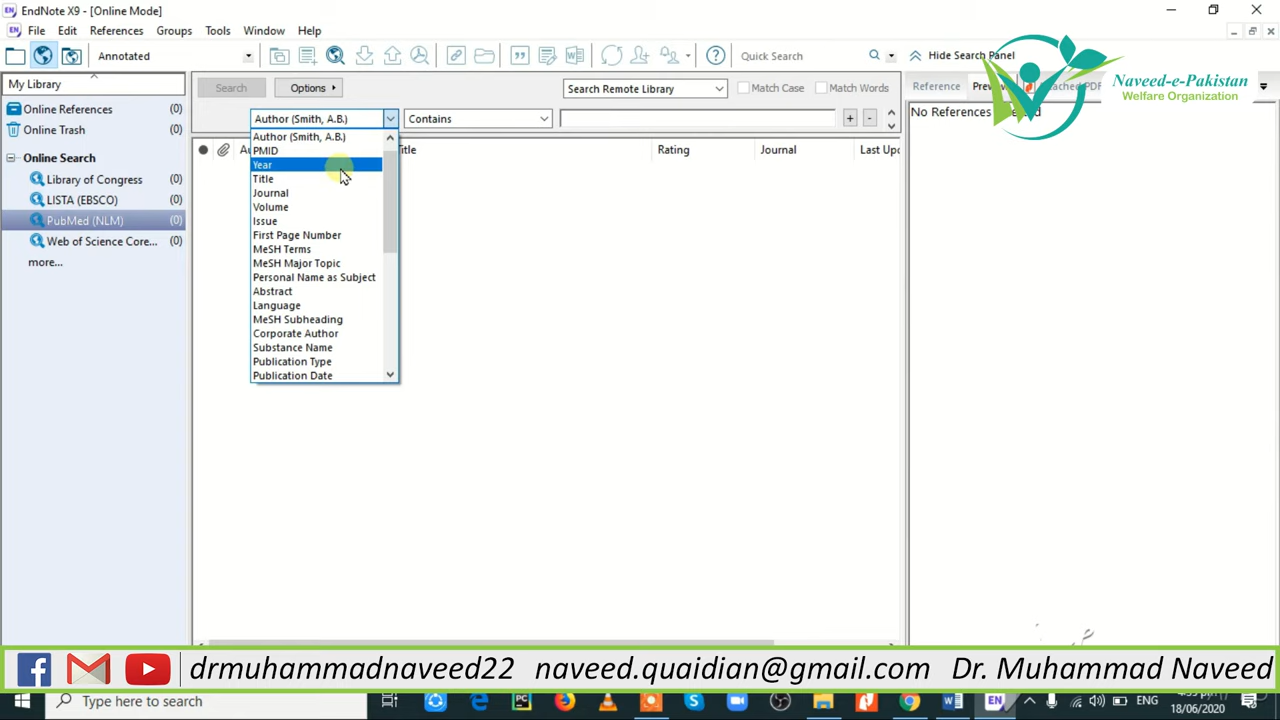 EndNote X9 - [Online Mode]
File Edit References Groups Tools Window Help
Annotated
Quick Search
Hide Search Panel
My Library
Search
Options
Search Remote Library
Match Case
Match Words
Reference
Online References (0)
Online Trash (0)
Online Search
Library of Congress (0)
LISTA (EBSCO) (0)
PubMed (NLM) (0)
Web of Science Core... (0)
more...
Author (Smith, A.B.)
Contains
+ -
Author (Smith, A.B.)
PMID
Year
Title
Journal
Volume
Issue
First Page Number
MeSH Terms
MeSH Major Topic
Personal Name as Subject
Abstract
Language
MeSH Subheading
Corporate Author
Substance Name
Publication Type
Publication Date
Rating
Journal
No References
Naveed-e-Pakistan
Welfare Organization
drmuhammadnaveed22 naveed.quaidian@gmail.com Dr. Muhammad Naveed
Type here to search
ENG
18/06/2020